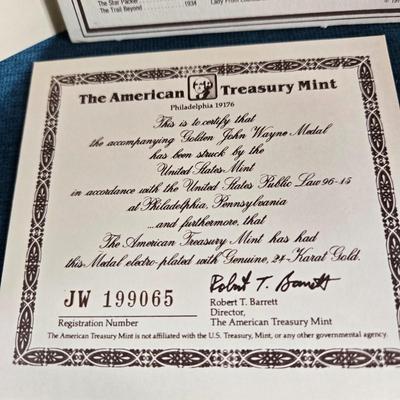 The Star Packer
The Trail Beyond 1934
Lady From
The American Treasury Mint
Philadelphia 19176
This is to certify that
the accompanying Golden John Wayne Medal
has been struck by the
United States Mint
in accordance with the United States Public Law 96-15
at Philadelphia, Pennsylvania
...and furthermore, that
The American Treasury Mint has had
this Medal electro-plated with Genuine, 24-Karat Gold.
JW 199065
Registration Number
Robert T. Barrett
Robert T. Barrett
Director,
The American Treasury Mint
The American Treasury Mint is not affiliated with the U.S. Treasury, Mint, or any other governmental agency.